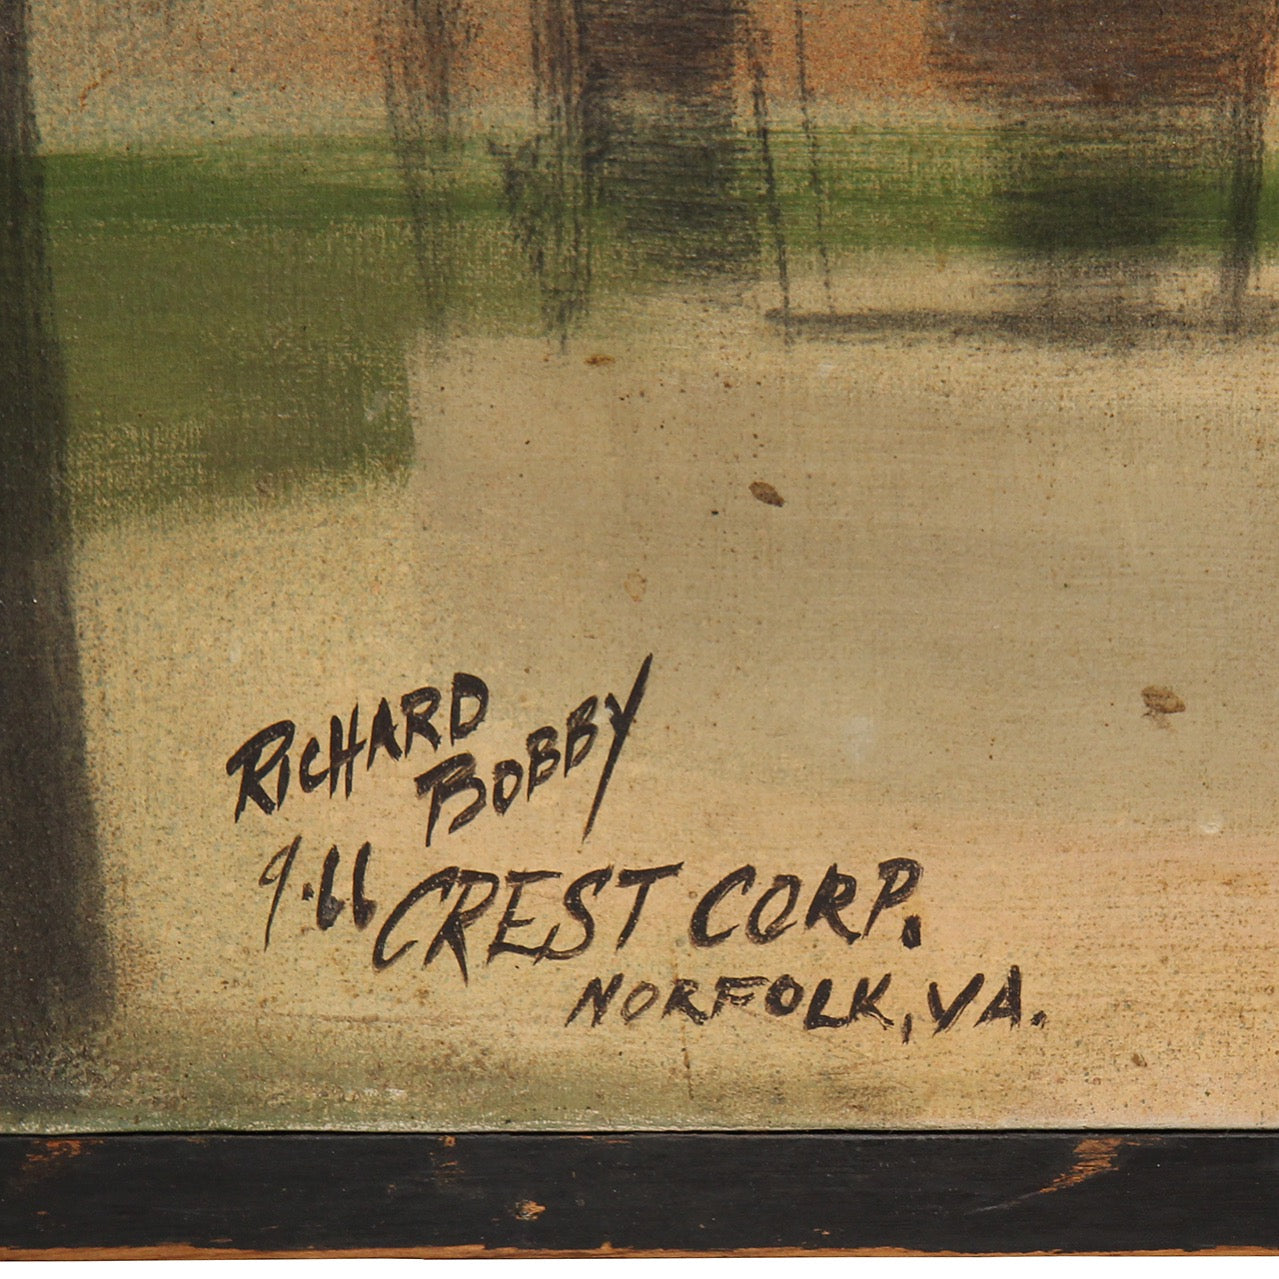 RICHARD
BOBBY
9.66 CREST CORP.
NORFOLK, VA.